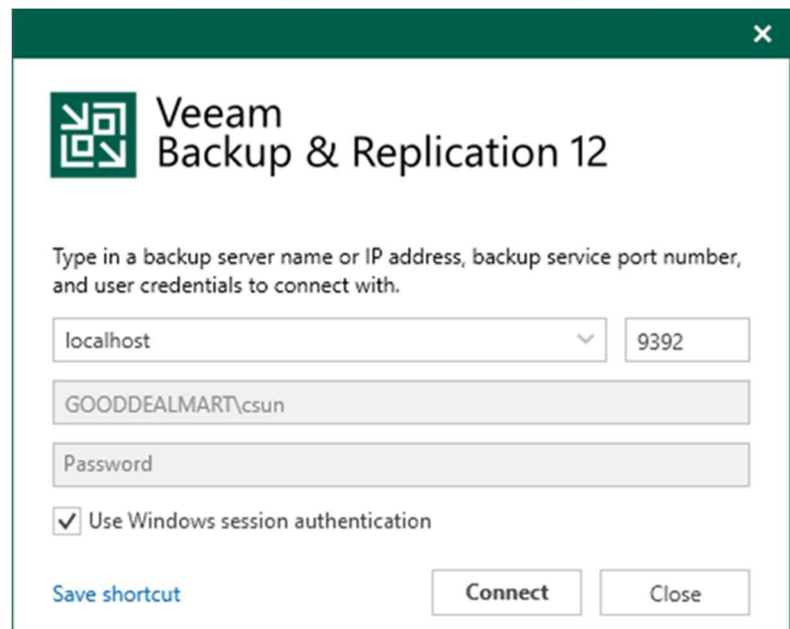 Veeam
Backup & Replication 12
Type in a backup server name or IP address, backup service port number,
and user credentials to connect with.
localhost 9392
GOODDEALMART\csun
Password
Use Windows session authentication
Save shortcut Connect Close